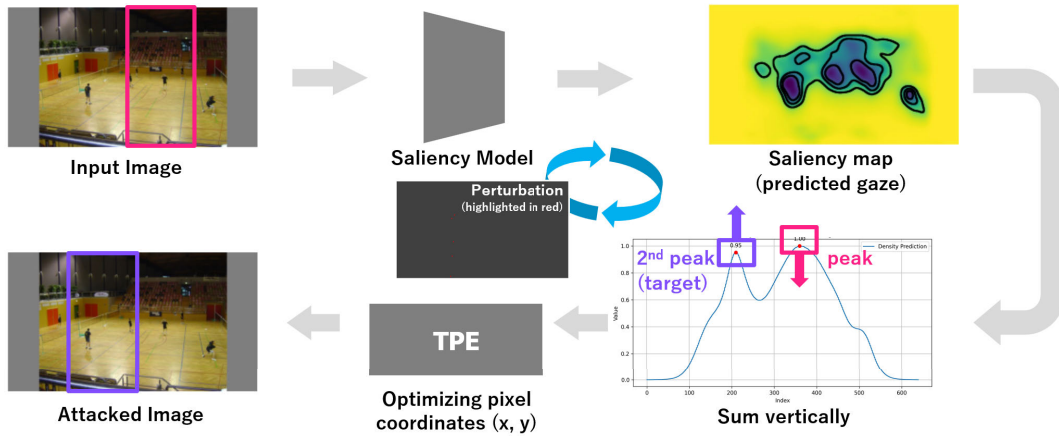 Input Image
Saliency Model
Saliency map
(predicted gaze)
Perturbation
(highlighted in red)
2nd peak
(target)
peak
0.95
1.00
Density Prediction
1.0
0.8
0.6
0.4
0.2
0.0
Value
0 100 200 300 400 500 600
Index
Sum vertically
TPE
Optimizing pixel
coordinates (x, y)
Attacked Image